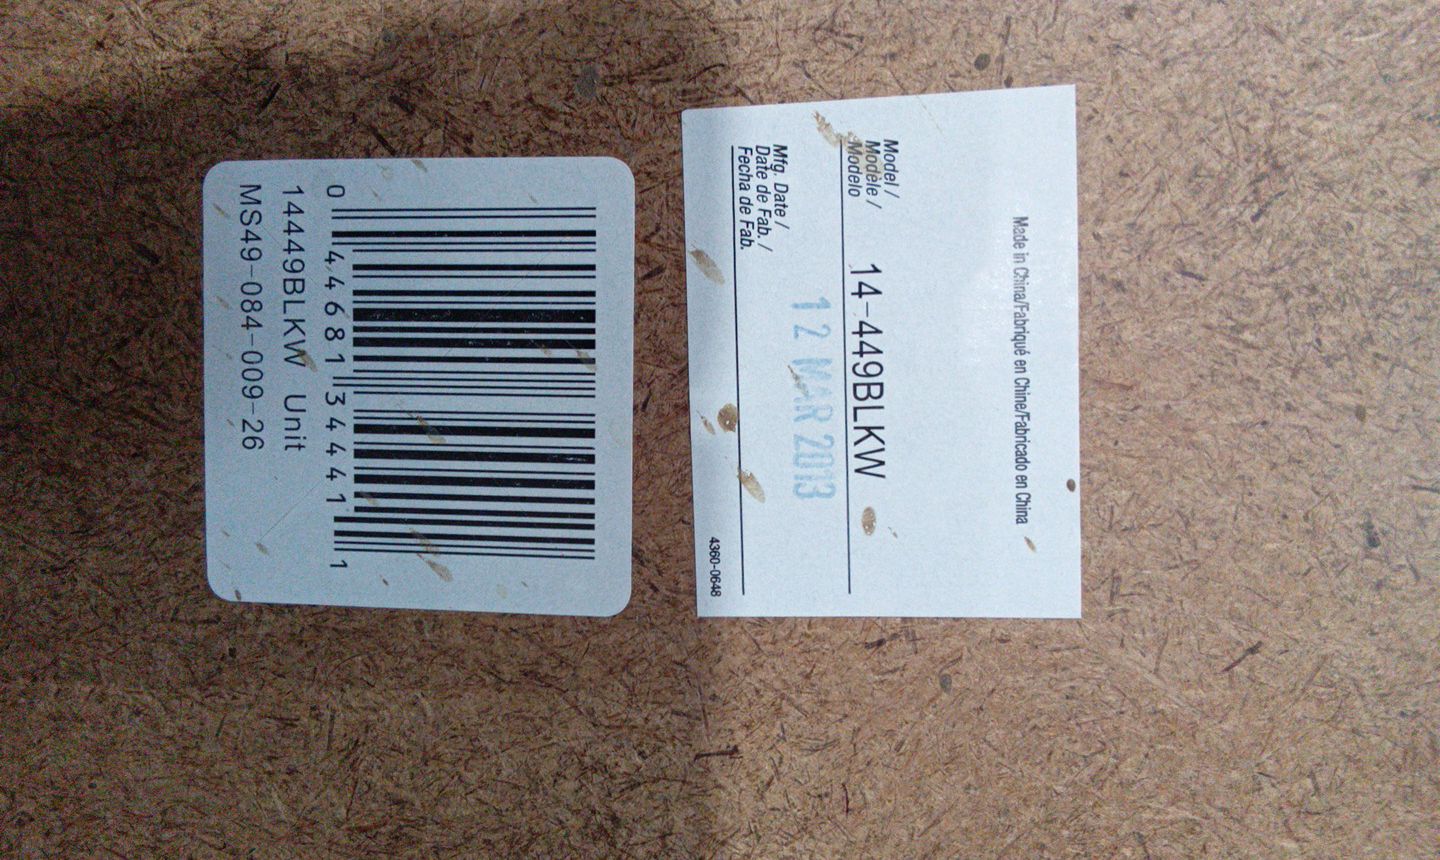 Made in China/Fabriqué en Chine/Fabricado en China
Model /
Modèle /
Modelo
14-449BLKW
12 MAR 2013
Mfg. Date /
Date de Fab. /
Fecha de Fab.
4360-0648
0 44681 34441 1
14449BLKW Unit
MS49-084-009-26